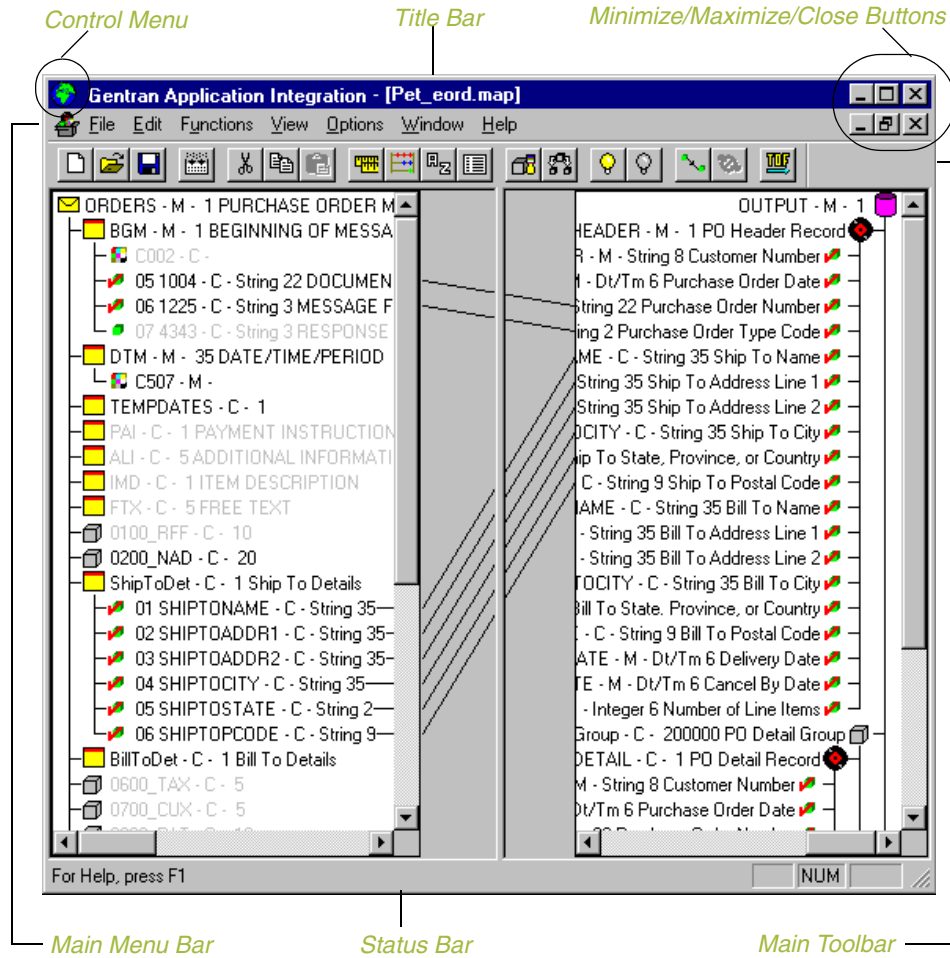 Control Menu
Title Bar
Minimize/Maximize/Close Buttons
Gentran Application Integration - [Pet_eord.map]
File Edit Functions View Options Window Help
ORDERS - M - 1 PURCHASE ORDER M
BGM - M - 1 BEGINNING OF MESSA
C002 - C -
05 1004 - C - String 22 DOCUMEN
06 1225 - C - String 3 MESSAGE F
07 4343 - C - String 3 RESPONSE
DTM - M - 35 DATE/TIME/PERIOD
C507 - M -
TEMPDATES - C - 1
PAI - C - 1 PAYMENT INSTRUCTION
ALI - C - 5 ADDITIONAL INFORMATI
IMD - C - 1 ITEM DESCRIPTION
FTX - C - 5 FREE TEXT
0100_RFF - C - 10
0200_NAD - C - 20
ShipToDet - C - 1 Ship To Details
01 SHIPTONAME - C - String 35
02 SHIPTOADDR1 - C - String 35
03 SHIPTOADDR2 - C - String 35
04 SHIPTOCITY - C - String 35
05 SHIPTOSTATE - C - String 2
06 SHIPTOPCODE - C - String 9
BillToDet - C - 1 Bill To Details
0600_TAX - C - 5
0700_CUX - C - 5
OUTPUT - M - 1
HEADER - M - 1 PO Header Record
R - M - String 8 Customer Number
- Dt/Tm 6 Purchase Order Date
String 22 Purchase Order Number
ing 2 Purchase Order Type Code
ME - C - String 35 Ship To Name
String 35 Ship To Address Line 1
String 35 Ship To Address Line 2
OCITY - C - String 35 Ship To City
ip To State, Province, or Country
C - String 9 Ship To Postal Code
AME - C - String 35 Bill To Name
- String 35 Bill To Address Line 1
- String 35 Bill To Address Line 2
TOCITY - C - String 35 Bill To City
Bill To State, Province, or Country
- C - String 9 Bill To Postal Code
ATE - M - Dt/Tm 6 Delivery Date
TE - M - Dt/Tm 6 Cancel By Date
- Integer 6 Number of Line Items
Group - C - 200000 PO Detail Group
DETAIL - C - 1 PO Detail Record
M - String 8 Customer Number
Dt/Tm 6 Purchase Order Date
For Help, press F1
NUM
Main Menu Bar
Status Bar
Main Toolbar